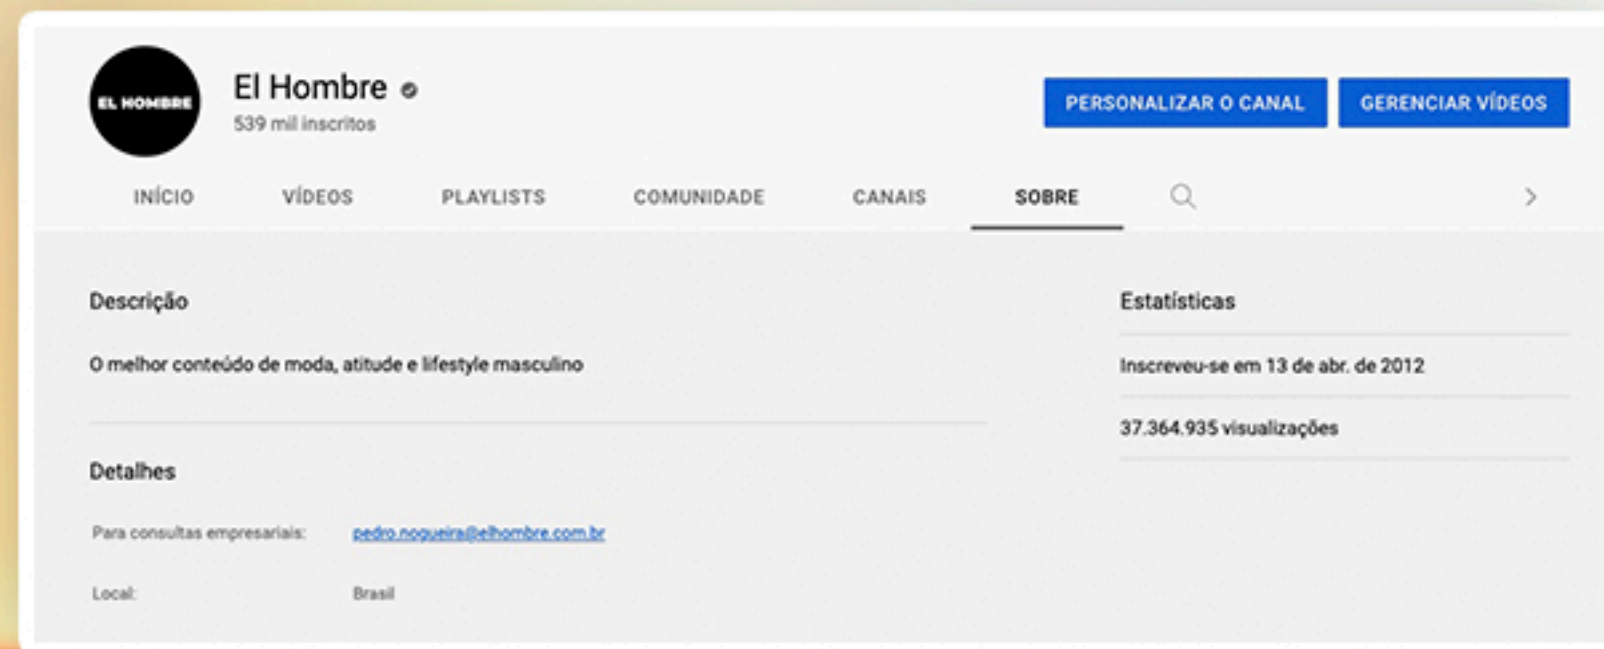 EL HOMBRE
El Hombre
539 mil inscritos
PERSONALIZAR O CANAL
GERENCIAR VÍDEOS
INÍCIO
VÍDEOS
PLAYLISTS
COMUNIDADE
CANAIS
SOBRE
Descrição
O melhor conteúdo de moda, atitude e lifestyle masculino
Detalhes
Para consultas empresariais: pedro.nogueira@elhombre.com.br
Local: Brasil
Estatísticas
Inscreveu-se em 13 de abr. de 2012
37.364.935 visualizações